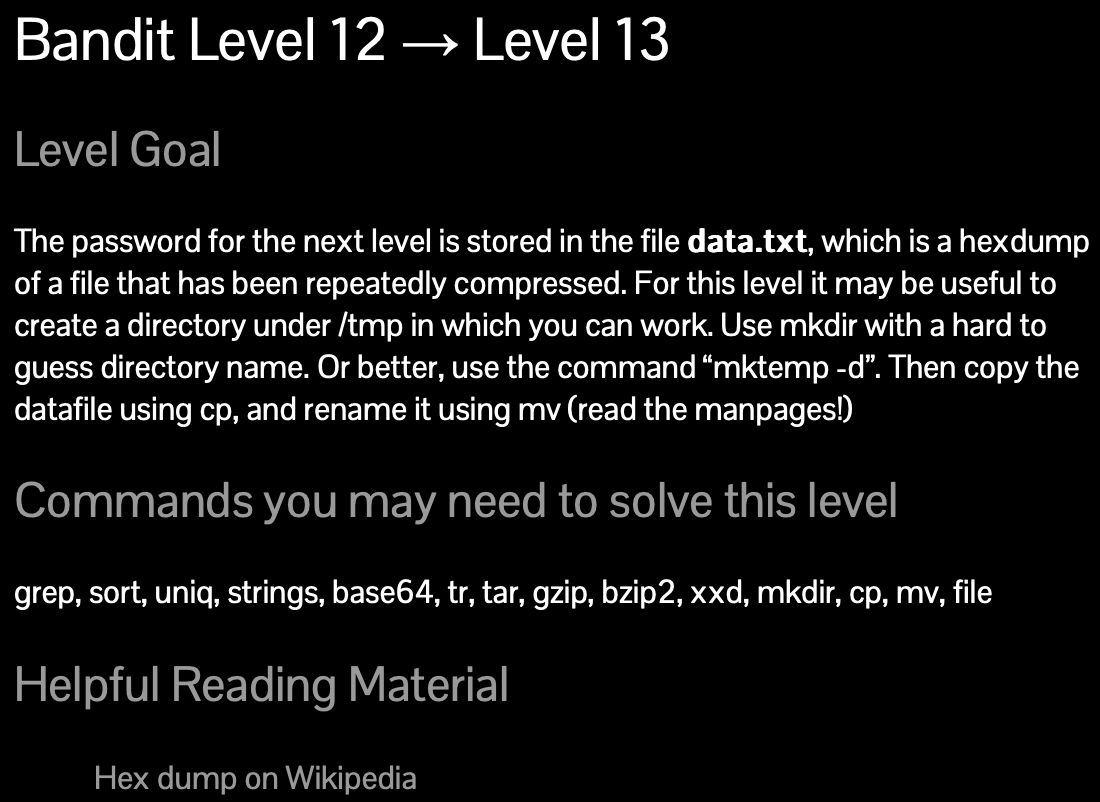 Bandit Level 12 → Level 13
Level Goal
The password for the next level is stored in the file data.txt, which is a hexdump
of a file that has been repeatedly compressed. For this level it may be useful to
create a directory under /tmp in which you can work. Use mkdir with a hard to
guess directory name. Or better, use the command “mktemp -d”. Then copy the
datafile using cp, and rename it using mv (read the manpages!)
Commands you may need to solve this level
grep, sort, uniq, strings, base64, tr, tar, gzip, bzip2, xxd, mkdir, cp, mv, file
Helpful Reading Material
Hex dump on Wikipedia